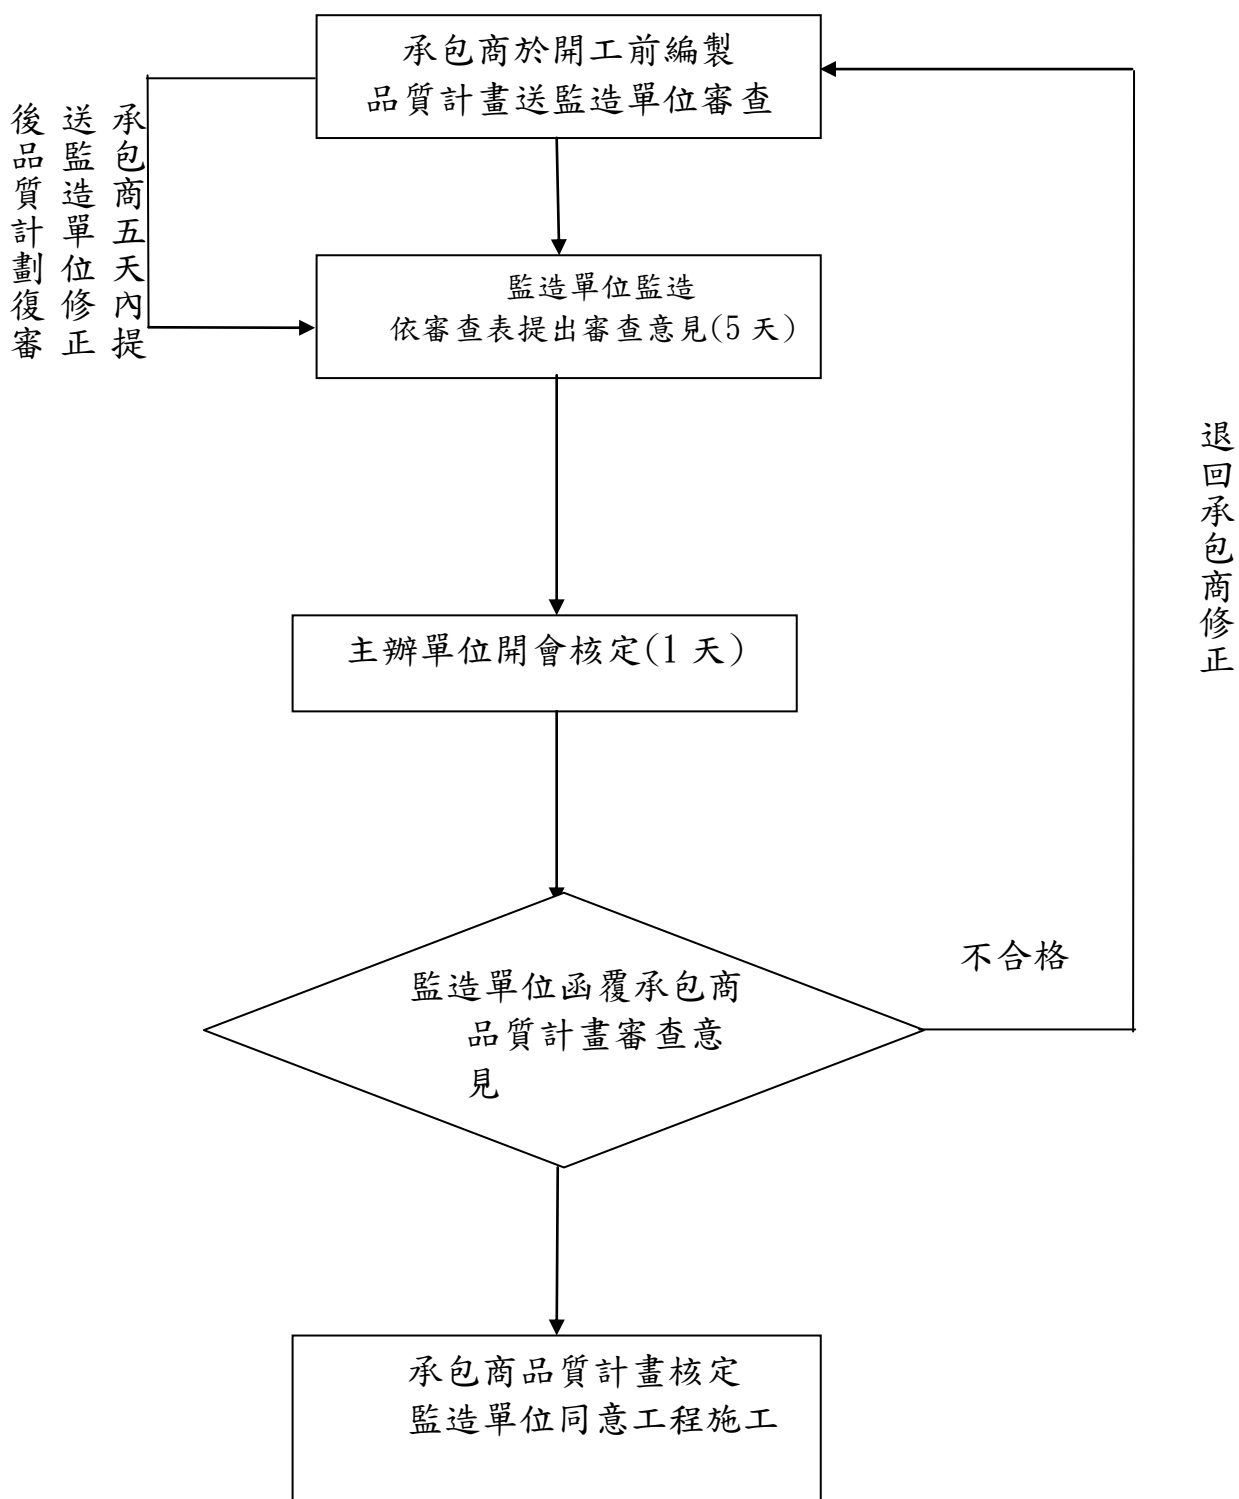 承包商於開工前編製
品質計畫送監造單位審查
承包商五天內提
送監造單位修正
後品質計劃復審
監造單位監造
依審查表提出審查意見(5 天)
退回承包商修正
主辦單位開會核定(1 天)
不合格
監造單位函覆承包商
品質計畫審查意
見
承包商品質計畫核定
監造單位同意工程施工